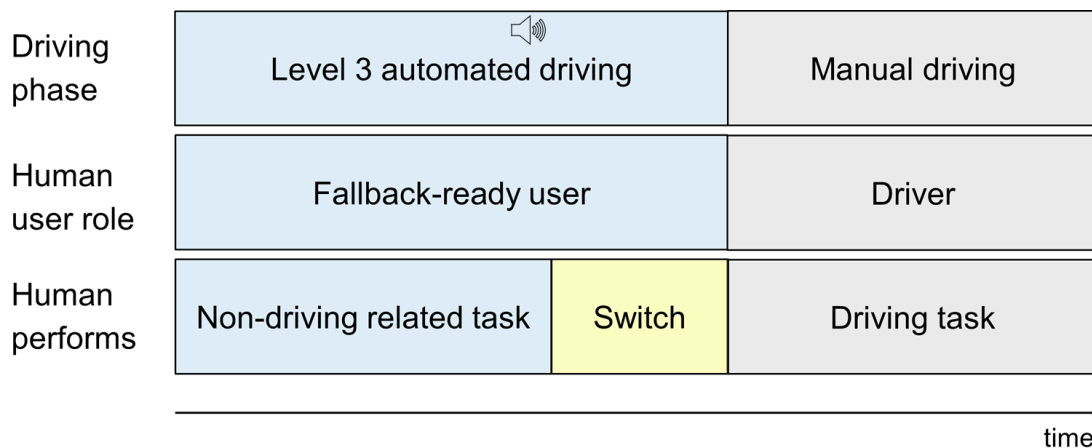 Driving
phase
Level 3 automated driving
Manual driving
Human
user role
Fallback-ready user
Driver
Human
performs
Non-driving related task
Switch
Driving task
time